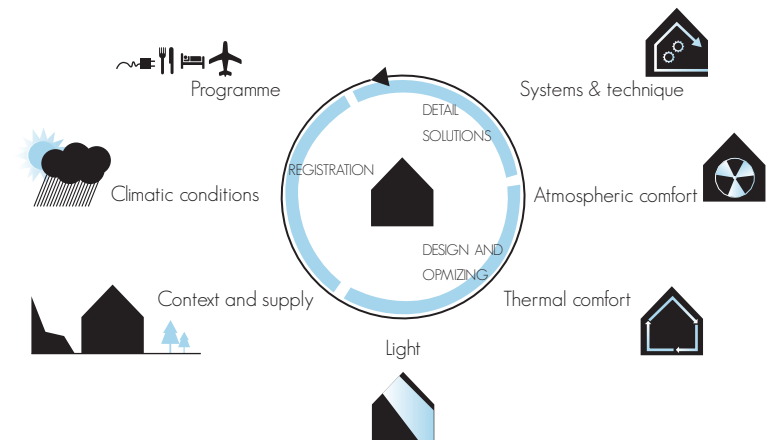 Programme
Systems & technique
DETAIL
SOLUTIONS
REGISTRATION
Climatic conditions
Atmospheric comfort
DESIGN AND
OPMIZING
Context and supply
Thermal comfort
Light